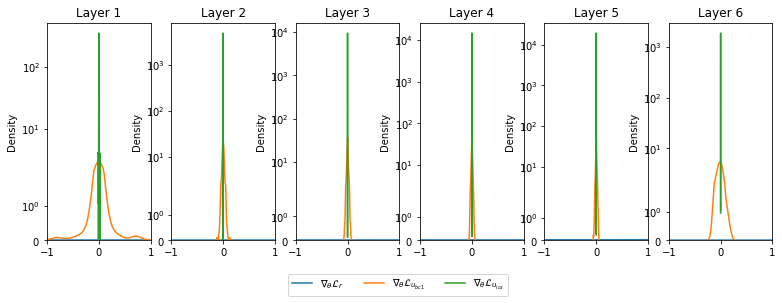 Layer 1 Layer 2 Layer 3 Layer 4 Layer 5 Layer 6
Density Density Density Density Density Density
10² 10¹ 10⁰ 0
10³ 10² 10¹ 10⁰ 0
10⁴ 10³ 10² 10¹ 10⁰ 0
10⁴ 10³ 10² 10¹ 10⁰ 0
10⁴ 10³ 10² 10¹ 10⁰ 0
10³ 10² 10¹ 10⁰ 0
−1 0 1 −1 0 1 −1 0 1 −1 0 1 −1 0 1 −1 0 1
∇θℒr ∇θℒu_bc1 ∇θℒu_ics